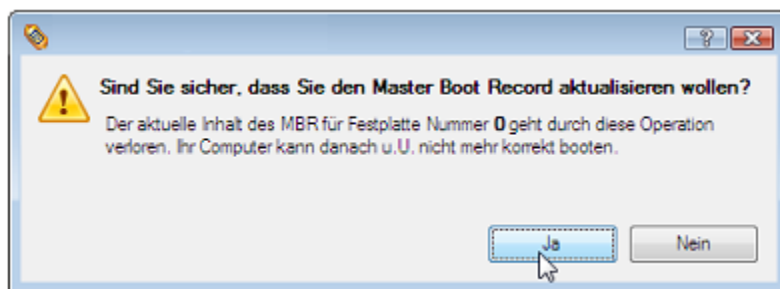 Sind Sie sicher, dass Sie den Master Boot Record aktualisieren wollen?
Der aktuelle Inhalt des MBR für Festplatte Nummer 0 geht durch diese Operation
verloren. Ihr Computer kann danach u.U. nicht mehr korrekt booten.
Ja
Nein